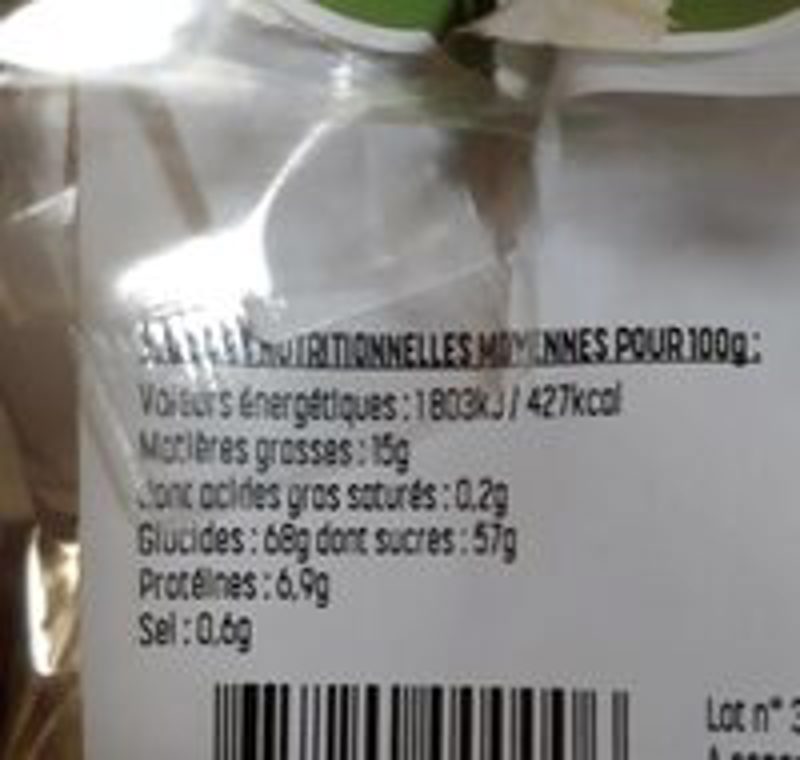 NUTRITIONNELLES MOYENNES POUR 100g :
Valeurs énergétiques : 1803kJ / 427kcal
Matières grasses : 15g
dont acides gras saturés : 0,2g
Glucides : 68g dont sucres : 57g
Protéines : 6,9g
Sel : 0,6g
Lot n° 3